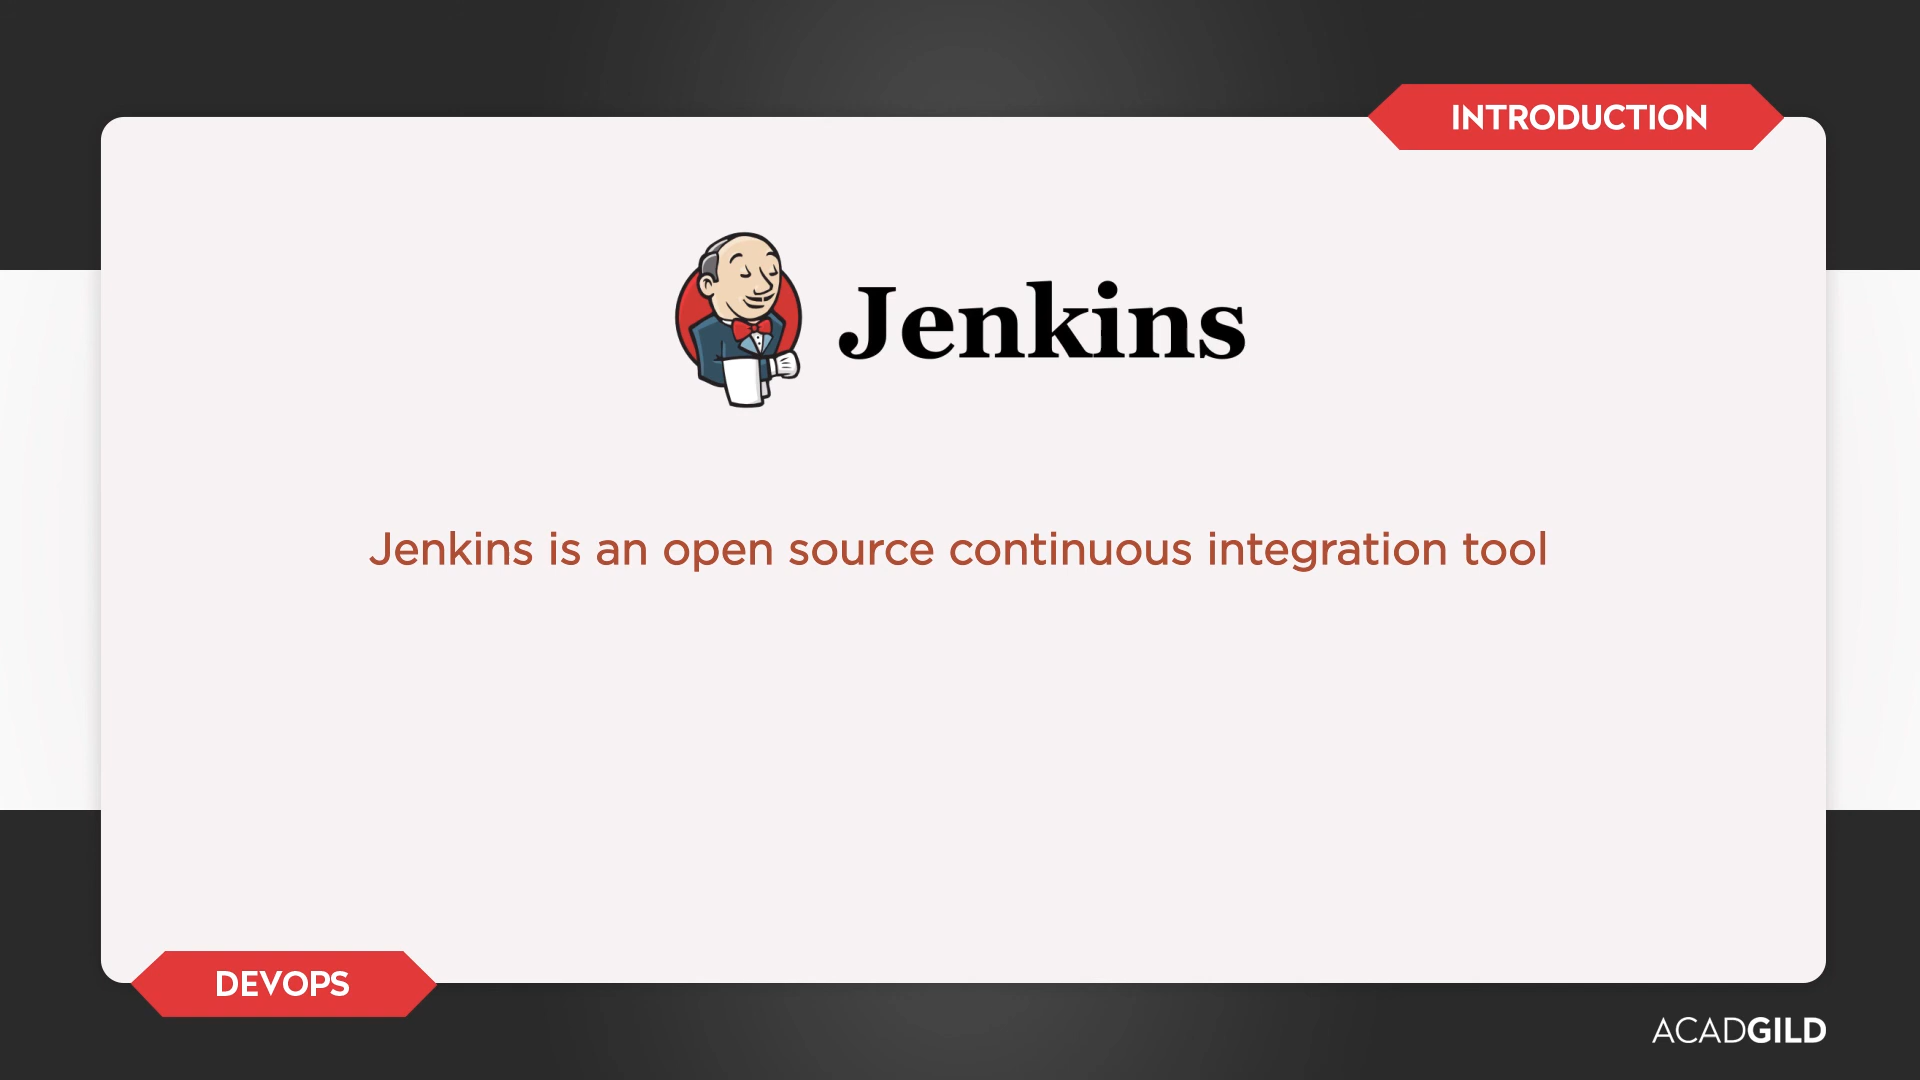 INTRODUCTION
Jenkins
Jenkins is an open source continuous integration tool
DEVOPS
ACADGILD